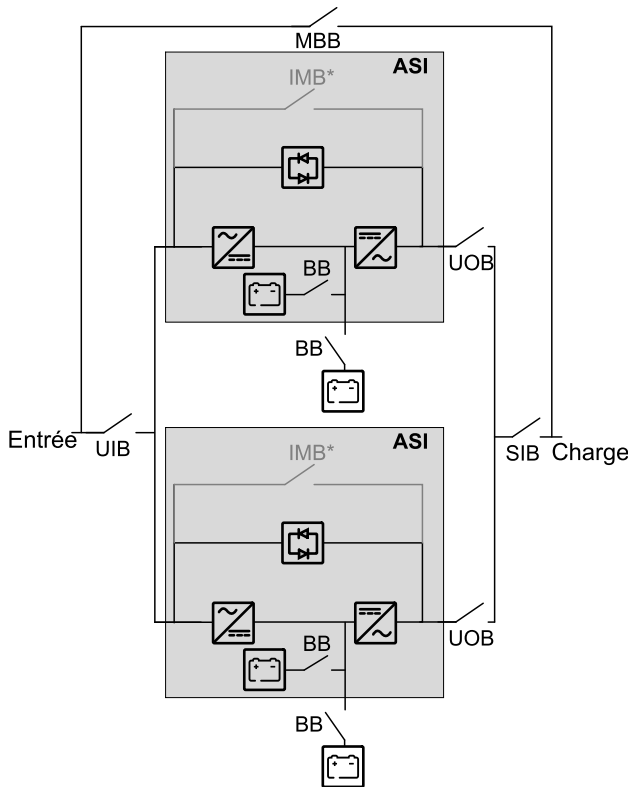 MBB
ASI
IMB*
BB
UOB
BB
Entrée
UIB
ASI
IMB*
SIB
Charge
BB
UOB
BB